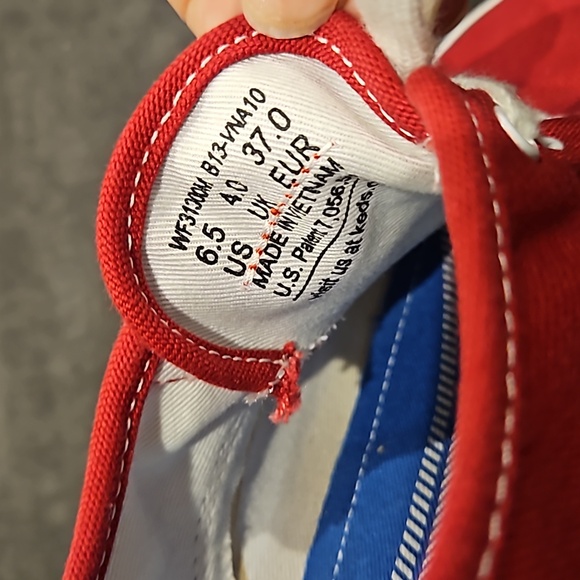 WF31300M B13-VNA10
6.5 4.0 37.0
US UK EUR
MADE IN VIETNAM
U.S. Patent 7 056
visit us at keds.